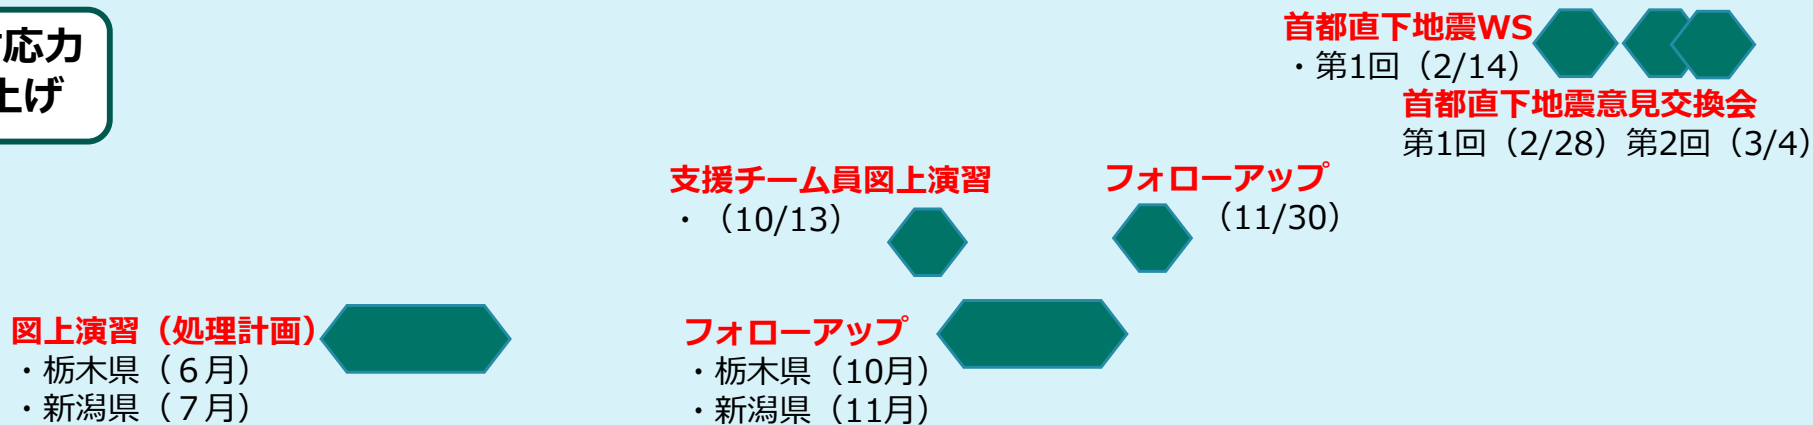 応力
上げ
首都直下地震WS
・第1回（2/14）
首都直下地震意見交換会
第1回（2/28）第2回（3/4）
支援チーム員図上演習
・（10/13）
フォローアップ
（11/30）
図上演習（処理計画）
・栃木県（６月）
・新潟県（７月）
フォローアップ
・栃木県（10月）
・新潟県（11月）